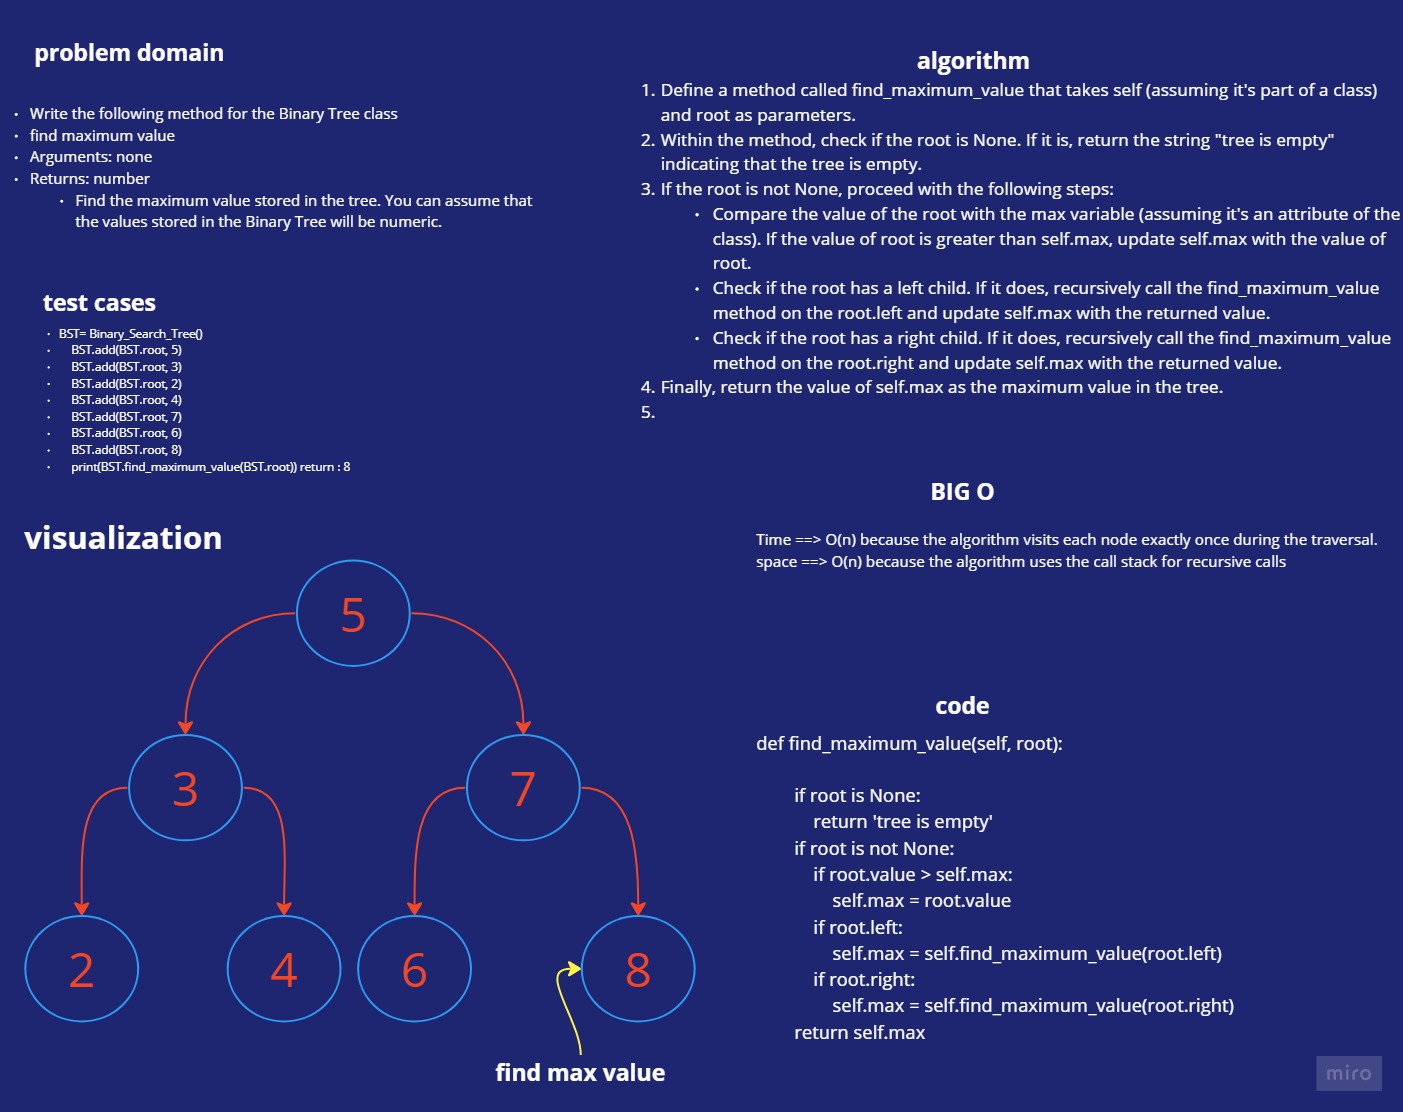 problem domain
• Write the following method for the Binary Tree class
• find maximum value
• Arguments: none
• Returns: number
• Find the maximum value stored in the tree. You can assume that
the values stored in the Binary Tree will be numeric.
test cases
• BST= Binary_Search_Tree()
• BST.add(BST.root, 5)
• BST.add(BST.root, 3)
• BST.add(BST.root, 2)
• BST.add(BST.root, 4)
• BST.add(BST.root, 7)
• BST.add(BST.root, 6)
• BST.add(BST.root, 8)
• print(BST.find_maximum_value(BST.root)) return : 8
visualization
5
3
7
2
4
6
8
find max value
algorithm
1. Define a method called find_maximum_value that takes self (assuming it's part of a class)
and root as parameters.
2. Within the method, check if the root is None. If it is, return the string "tree is empty"
indicating that the tree is empty.
3. If the root is not None, proceed with the following steps:
• Compare the value of the root with the max variable (assuming it's an attribute of the
class). If the value of root is greater than self.max, update self.max with the value of
root.
• Check if the root has a left child. If it does, recursively call the find_maximum_value
method on the root.left and update self.max with the returned value.
• Check if the root has a right child. If it does, recursively call the find_maximum_value
method on the root.right and update self.max with the returned value.
4. Finally, return the value of self.max as the maximum value in the tree.
5.
BIG O
Time ==> O(n) because the algorithm visits each node exactly once during the traversal.
space ==> O(n) because the algorithm uses the call stack for recursive calls
code
def find_maximum_value(self, root):
if root is None:
return 'tree is empty'
if root is not None:
if root.value > self.max:
self.max = root.value
if root.left:
self.max = self.find_maximum_value(root.left)
if root.right:
self.max = self.find_maximum_value(root.right)
return self.max
miro